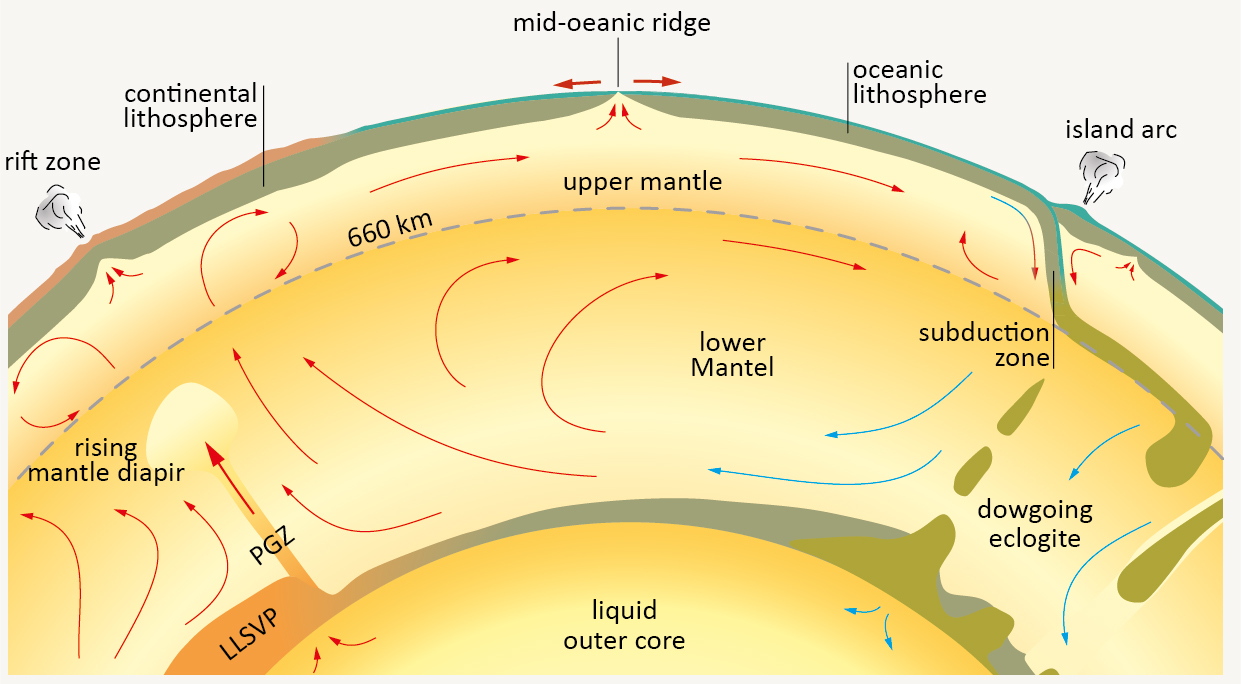 mid-oeanic ridge
oceanic
lithosphere
continental
lithosphere
island arc
rift zone
upper mantle
660 km
subduction
zone
lower
Mantel
rising
mantle diapir
dowgoing
eclogite
PGZ
liquid
outer core
LLSVP